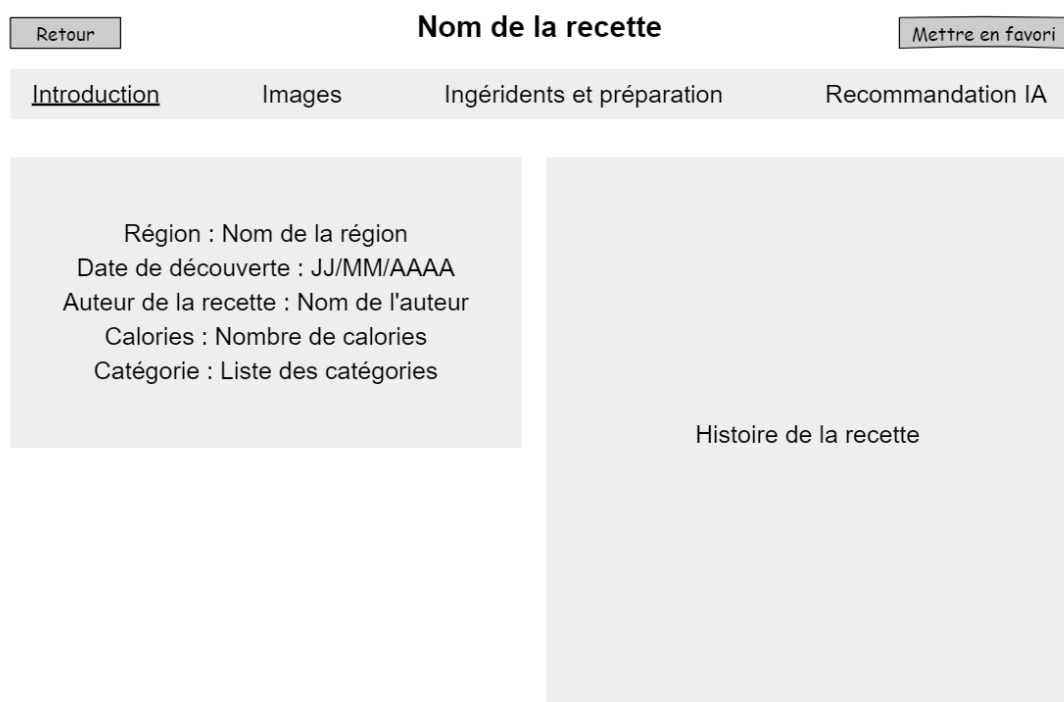 Retour
Nom de la recette
Mettre en favori
Introduction
Images
Ingéridents et préparation
Recommandation IA
Région : Nom de la région
Date de découverte : JJ/MM/AAAA
Auteur de la recette : Nom de l'auteur
Calories : Nombre de calories
Catégorie : Liste des catégories
Histoire de la recette